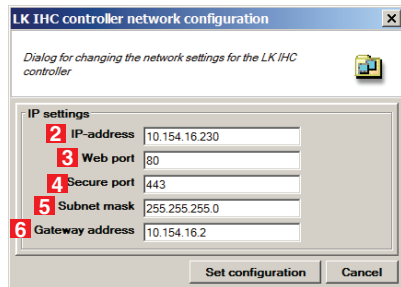 LK IHC controller network configuration
Dialog for changing the network settings for the LK IHC
controller
IP settings
2 IP-address 10.154.16.230
3 Web port 80
4 Secure port 443
5 Subnet mask 255.255.255.0
6 Gateway address 10.154.16.2
Set configuration Cancel